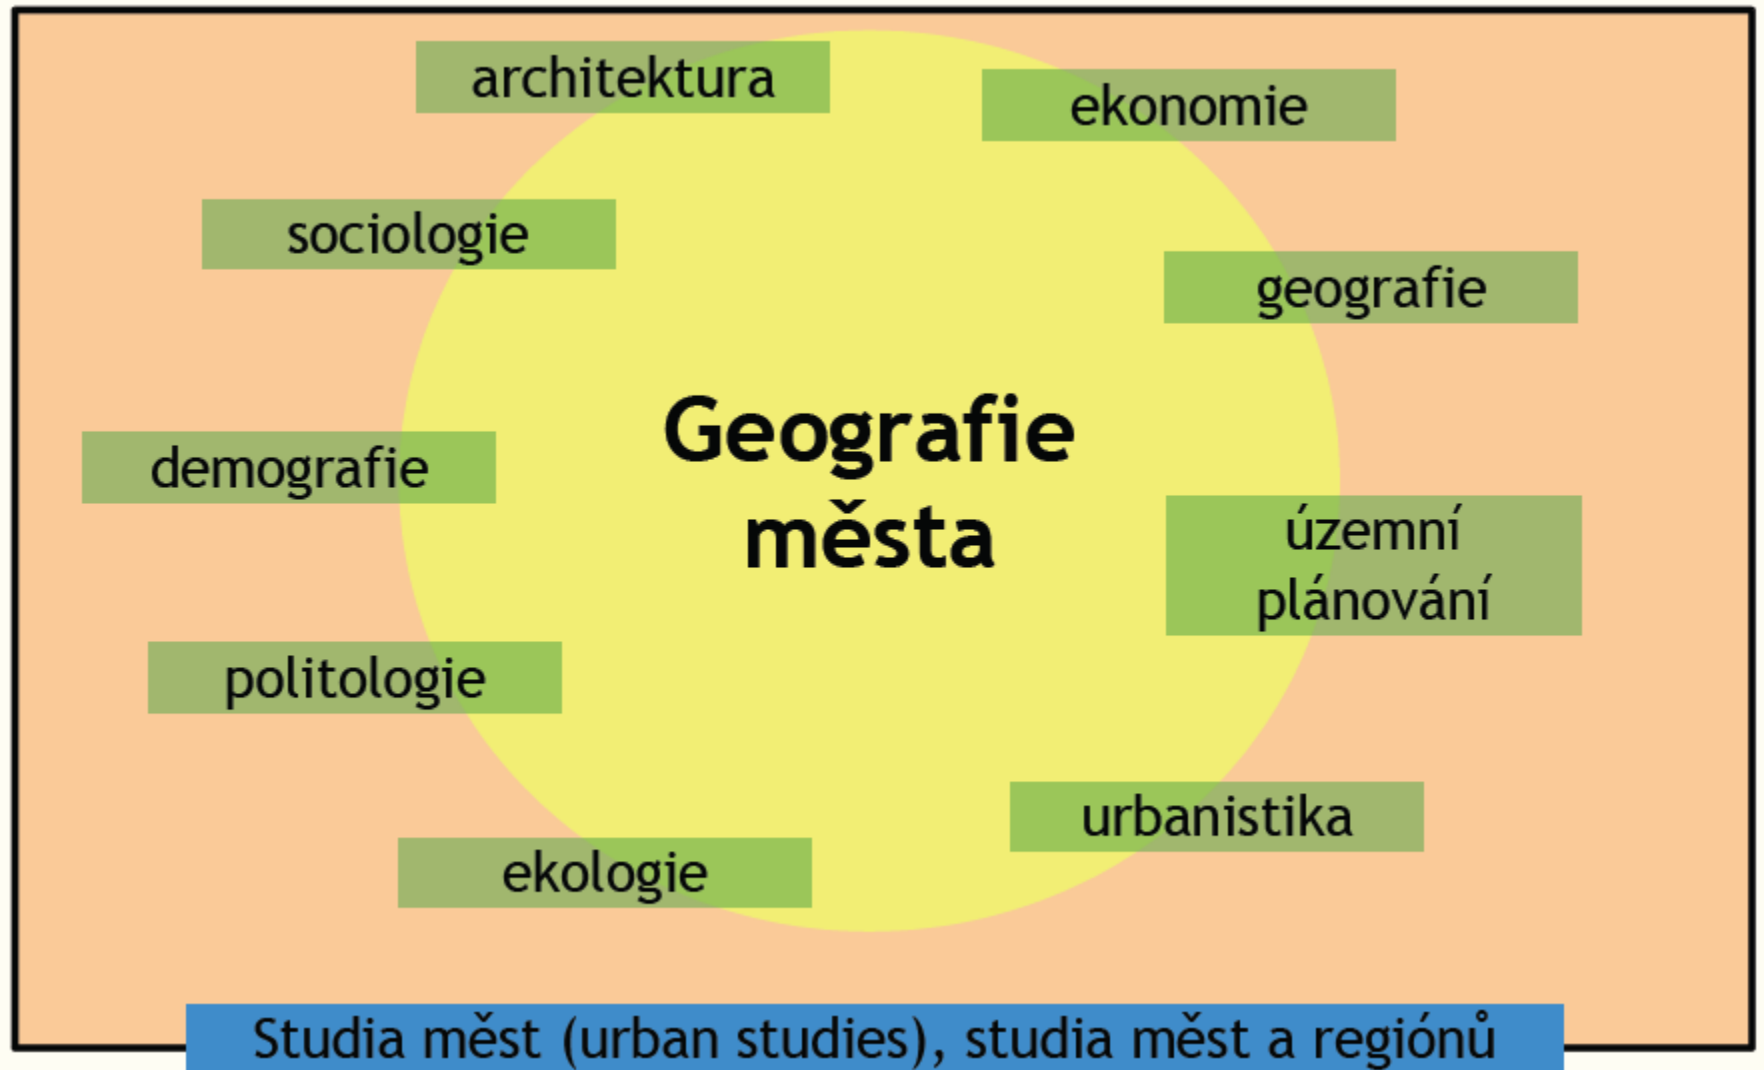 architektura
ekonomie
sociologie
geografie
demografie
Geografie
města
územní
plánování
politologie
urbanistika
ekologie
Studia měst (urban studies), studia měst a regiónů